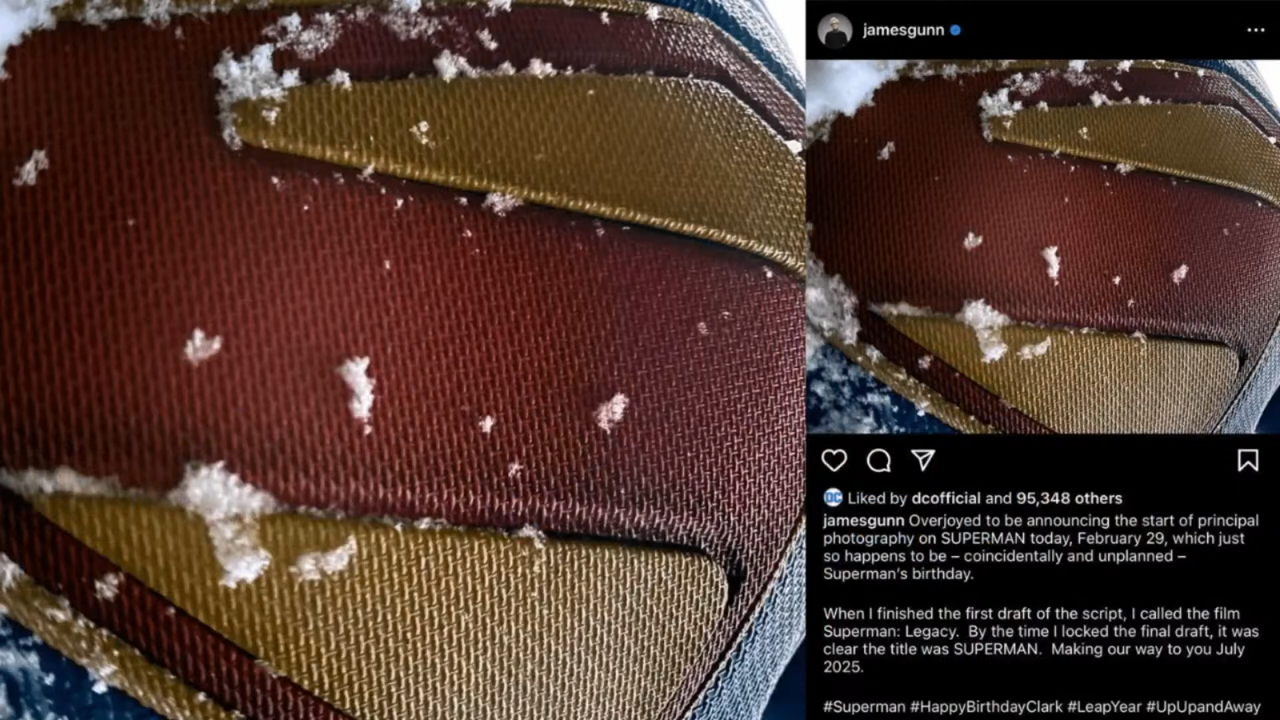 jamesgunn
Liked by dcofficial and 95,348 others
jamesgunn Overjoyed to be announcing the start of principal
photography on SUPERMAN today, February 29, which just
so happens to be – coincidentally and unplanned –
Superman's birthday.
When I finished the first draft of the script, I called the film
Superman: Legacy.  By the time I locked the final draft, it was
clear the title was SUPERMAN.  Making our way to you July
2025.
#Superman #HappyBirthdayClark #LeapYear #UpUpandAway